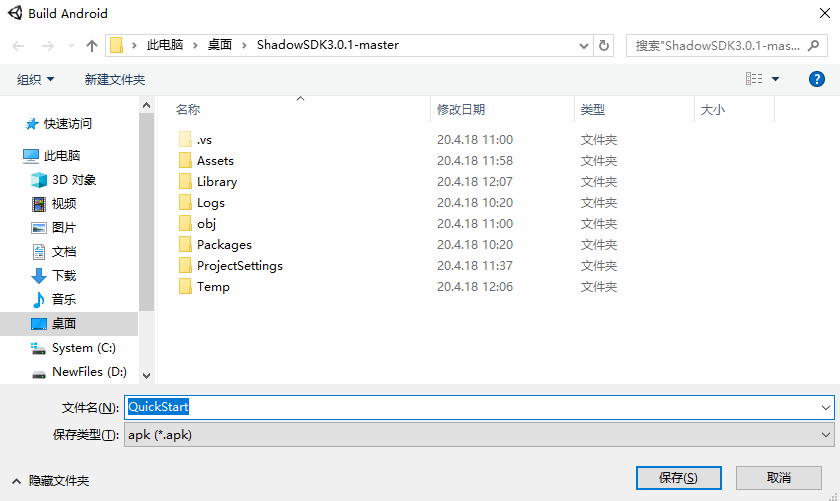 Build Android
此电脑 桌面 ShadowSDK3.0.1-master
搜索"ShadowSDK3.0.1-mas...
组织 新建文件夹
名称 修改日期 类型 大小
.vs 20.4.18 11:00 文件夹
Assets 20.4.18 11:58 文件夹
Library 20.4.18 12:07 文件夹
Logs 20.4.18 10:20 文件夹
obj 20.4.18 11:00 文件夹
Packages 20.4.18 10:20 文件夹
ProjectSettings 20.4.18 11:37 文件夹
Temp 20.4.18 12:06 文件夹
快速访问
此电脑
3D 对象
视频
图片
文档
下载
音乐
桌面
System (C:)
NewFiles (D:)
文件名(N): QuickStart
保存类型(T): apk (*.apk)
隐藏文件夹 保存(S) 取消